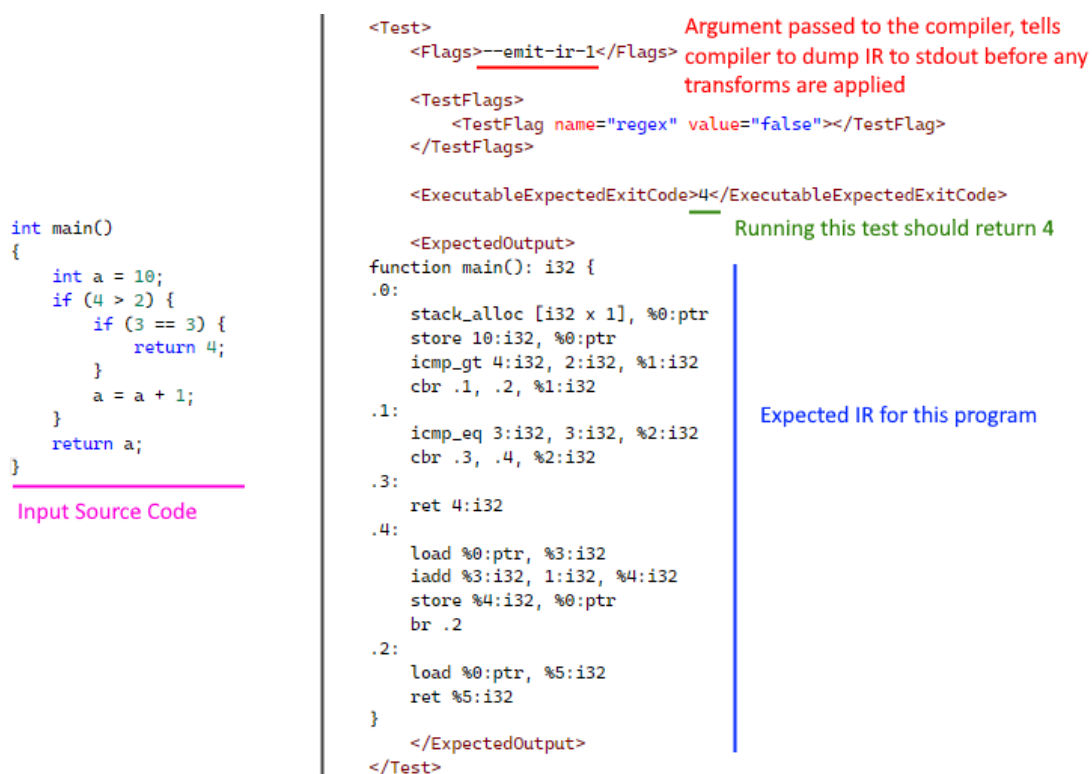 int main()
{
    int a = 10;
    if (4 > 2) {
        if (3 == 3) {
            return 4;
        }
        a = a + 1;
    }
    return a;
}
Input Source Code
<Test>
    <Flags>--emit-ir-1</Flags>
Argument passed to the compiler, tells
compiler to dump IR to stdout before any
transforms are applied
    <TestFlags>
        <TestFlag name="regex" value="false"></TestFlag>
    </TestFlags>
    <ExecutableExpectedExitCode>4</ExecutableExpectedExitCode>
Running this test should return 4
    <ExpectedOutput>
function main(): i32 {
.0:
    stack_alloc [i32 x 1], %0:ptr
    store 10:i32, %0:ptr
    icmp_gt 4:i32, 2:i32, %1:i32
    cbr .1, .2, %1:i32
.1:
    icmp_eq 3:i32, 3:i32, %2:i32
    cbr .3, .4, %2:i32
.3:
    ret 4:i32
.4:
    load %0:ptr, %3:i32
    iadd %3:i32, 1:i32, %4:i32
    store %4:i32, %0:ptr
    br .2
.2:
    load %0:ptr, %5:i32
    ret %5:i32
}
    </ExpectedOutput>
</Test>
Expected IR for this program